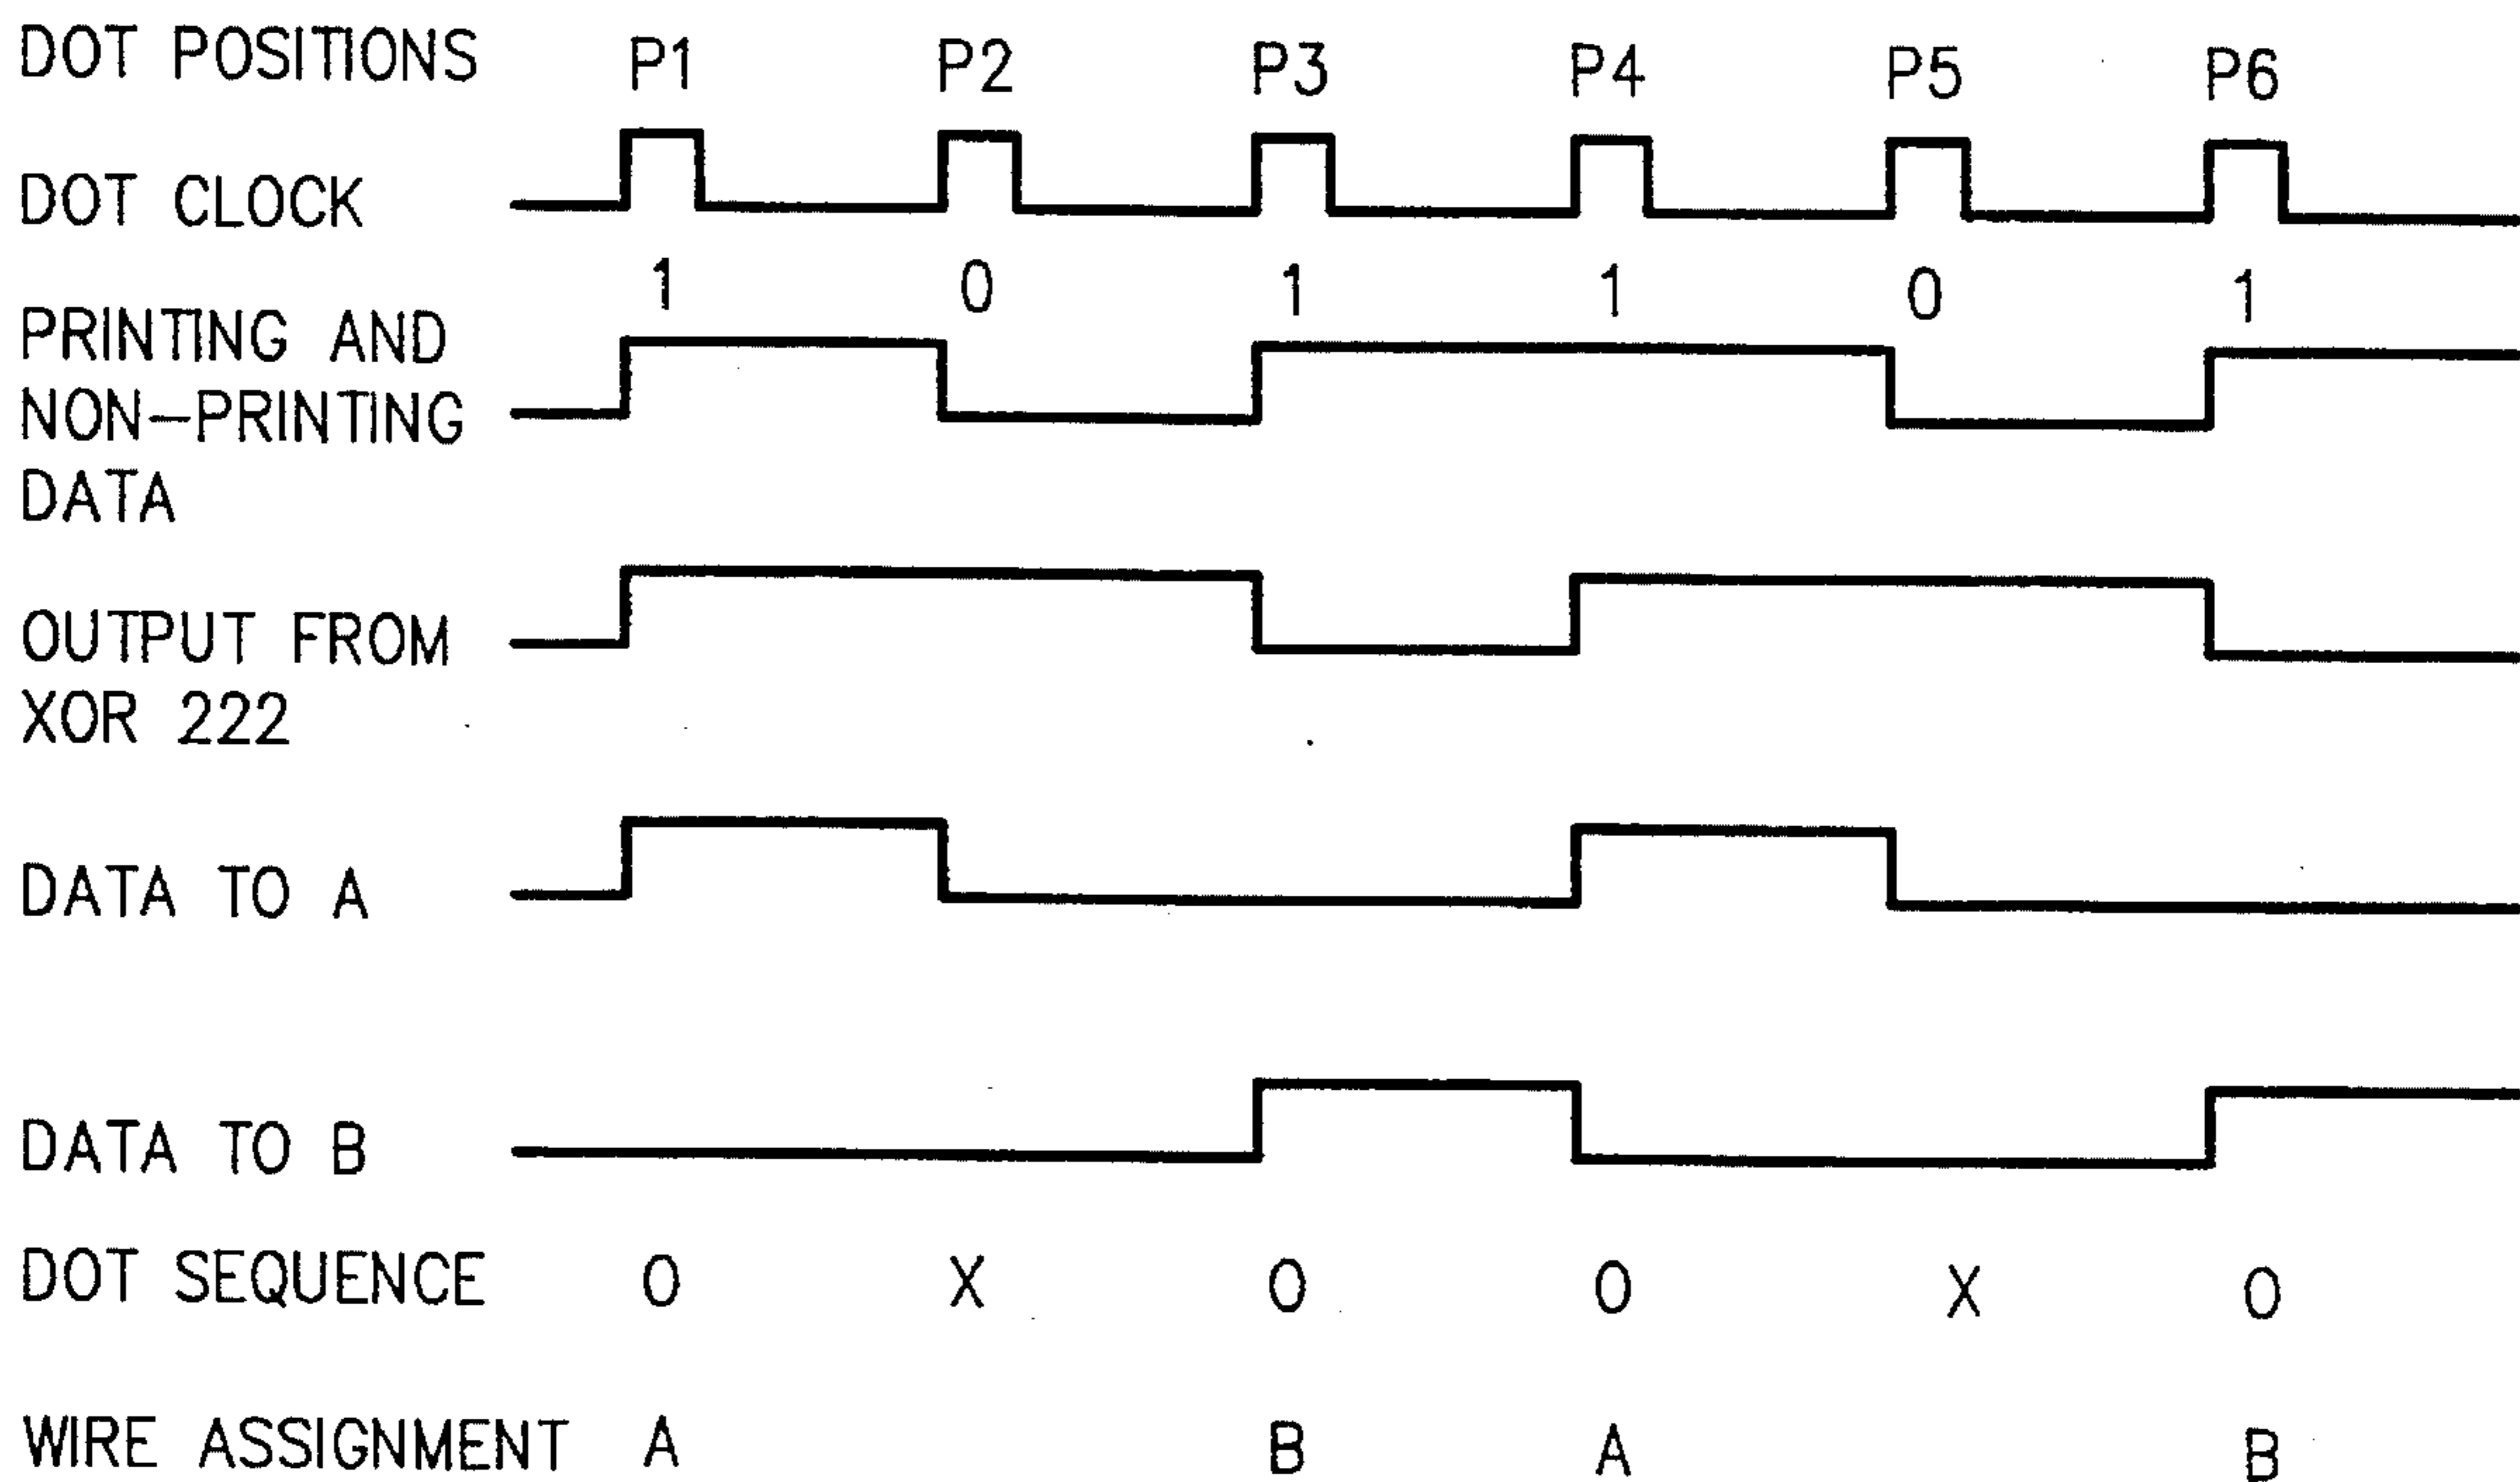 DOT POSITIONS P1 P2 P3 P4 P5 P6
DOT CLOCK
1 0 1 1 0 1
PRINTING AND
NON-PRINTING
DATA
OUTPUT FROM
XOR 222
DATA TO A
DATA TO B
DOT SEQUENCE O X O O X O
WIRE ASSIGNMENT A B A B